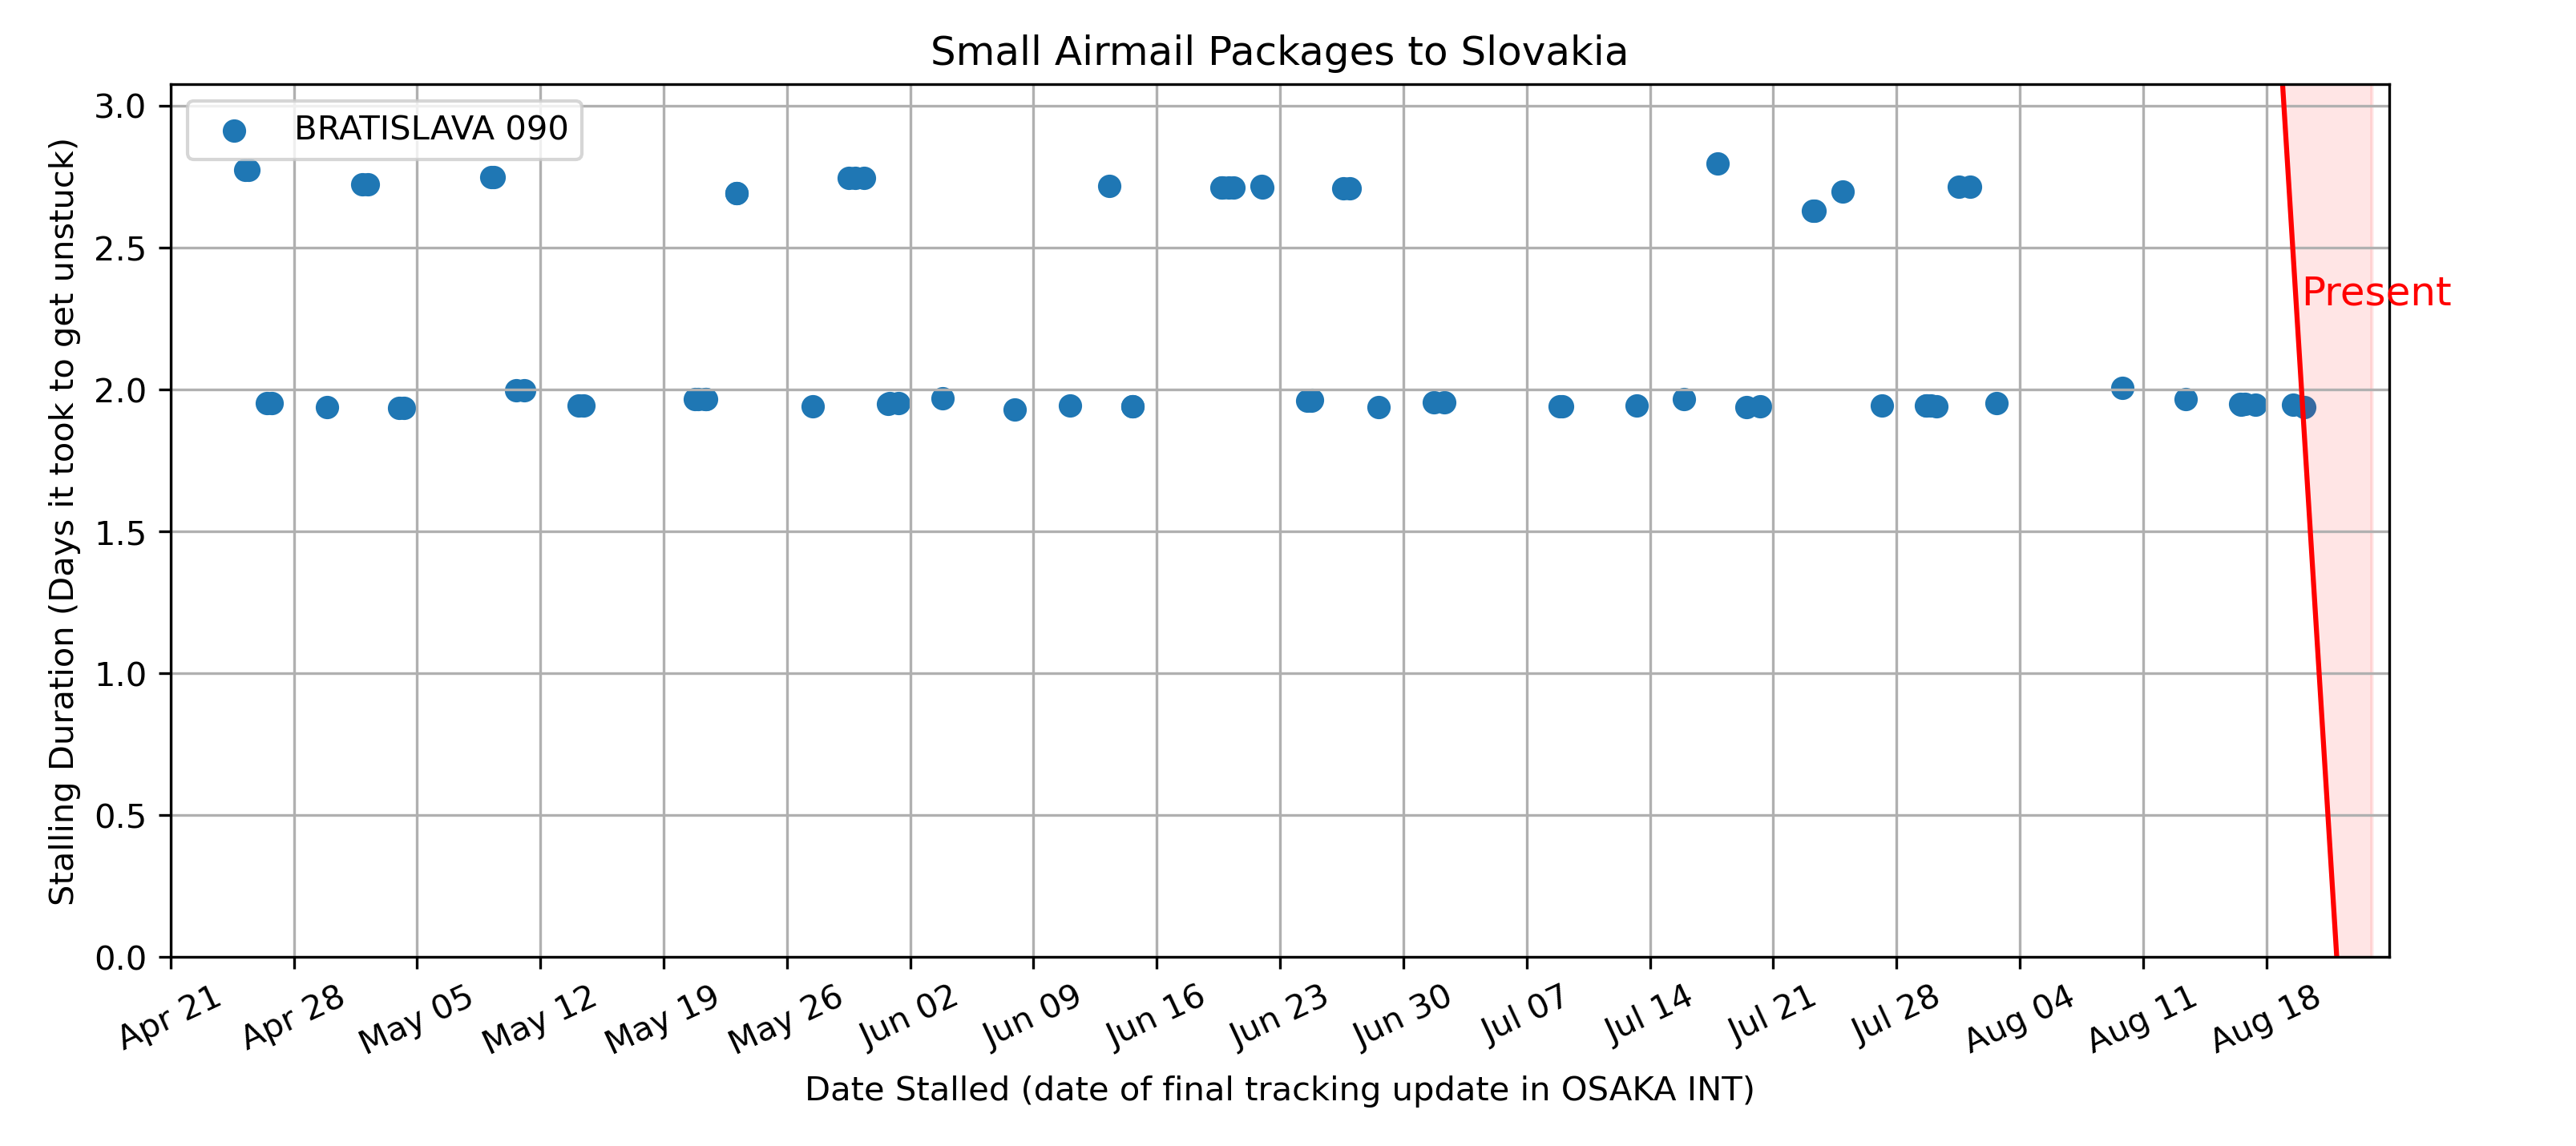 Small Airmail Packages to Slovakia
BRATISLAVA 090
Stalling Duration (Days it took to get unstuck)
3.0
2.5
2.0
1.5
1.0
0.5
0.0
Present
Apr 21
Apr 28
May 05
May 12
May 19
May 26
Jun 02
Jun 09
Jun 16
Jun 23
Jun 30
Jul 07
Jul 14
Jul 21
Jul 28
Aug 04
Aug 11
Aug 18
Date Stalled (date of final tracking update in OSAKA INT)